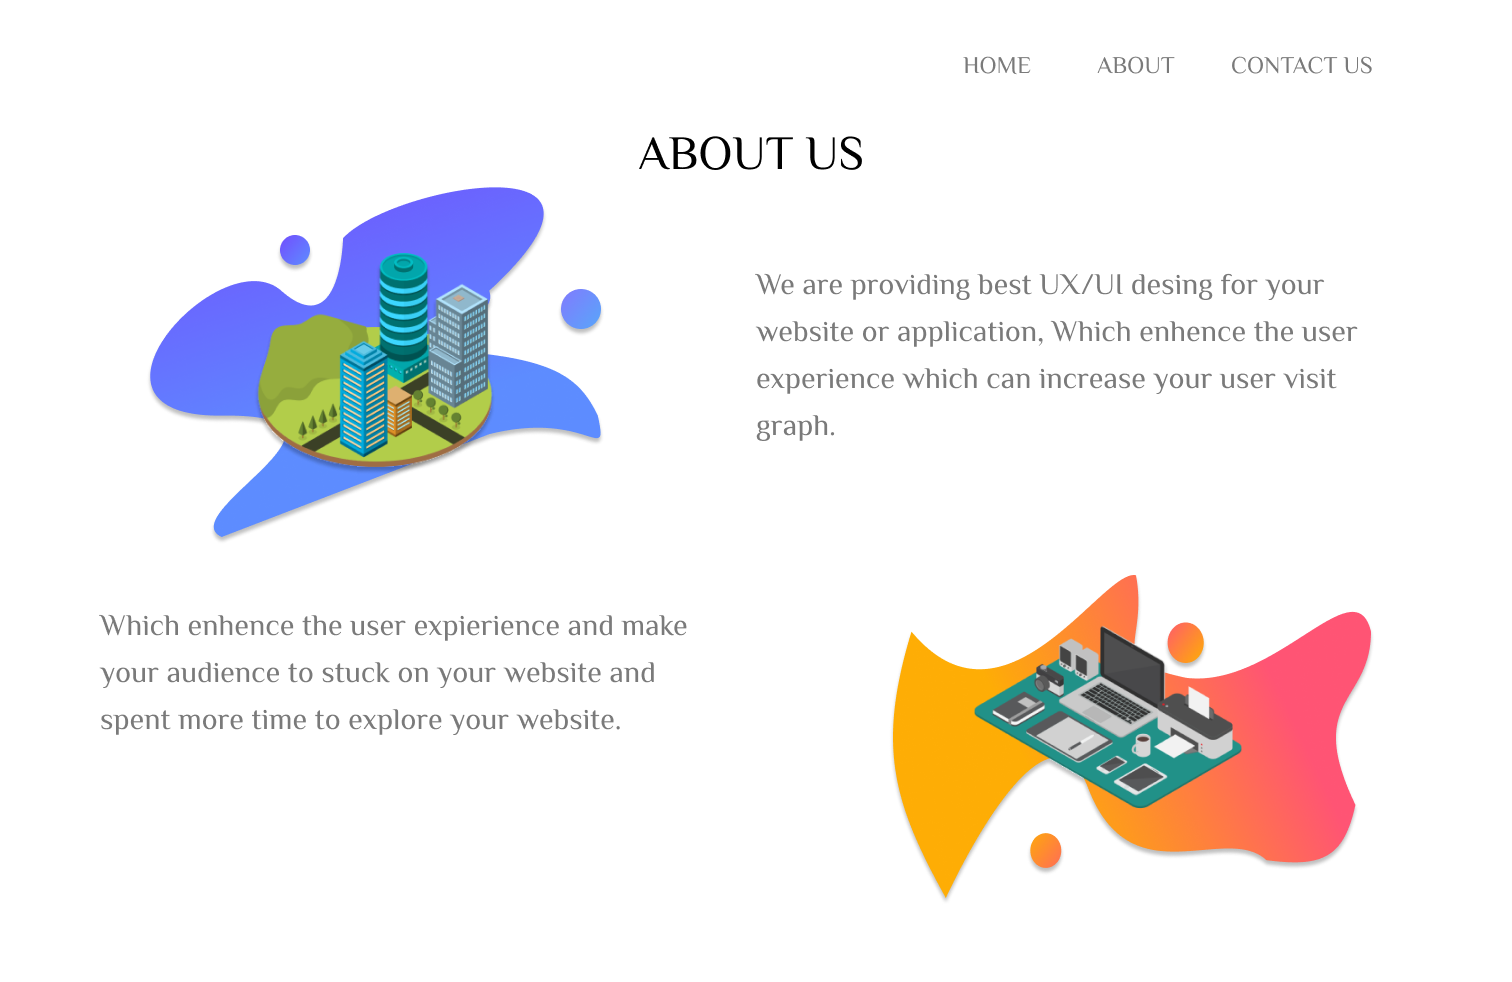 HOME ABOUT CONTACT US
ABOUT US
We are providing best UX/UI desing for your
website or application, Which enhence the user
experience which can increase your user visit
graph.
Which enhence the user expierience and make
your audience to stuck on your website and
spent more time to explore your website.